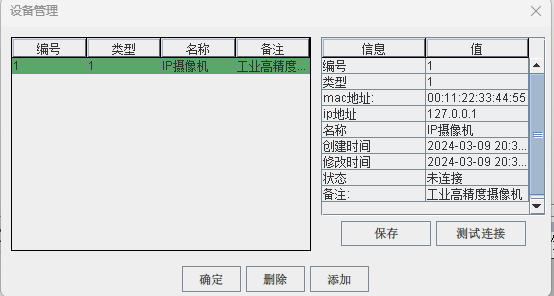 设备管理
编号 类型 名称 备注
1 1 IP摄像机 工业高精度...
信息 值
编号 1
类型 1
mac地址: 00:11:22:33:44:55
ip地址 127.0.0.1
名称 IP摄像机
创建时间 2024-03-09 20:3...
修改时间 2024-03-09 20:3...
状态 未连接
备注: 工业高精度摄像机
保存 测试连接
确定 删除 添加